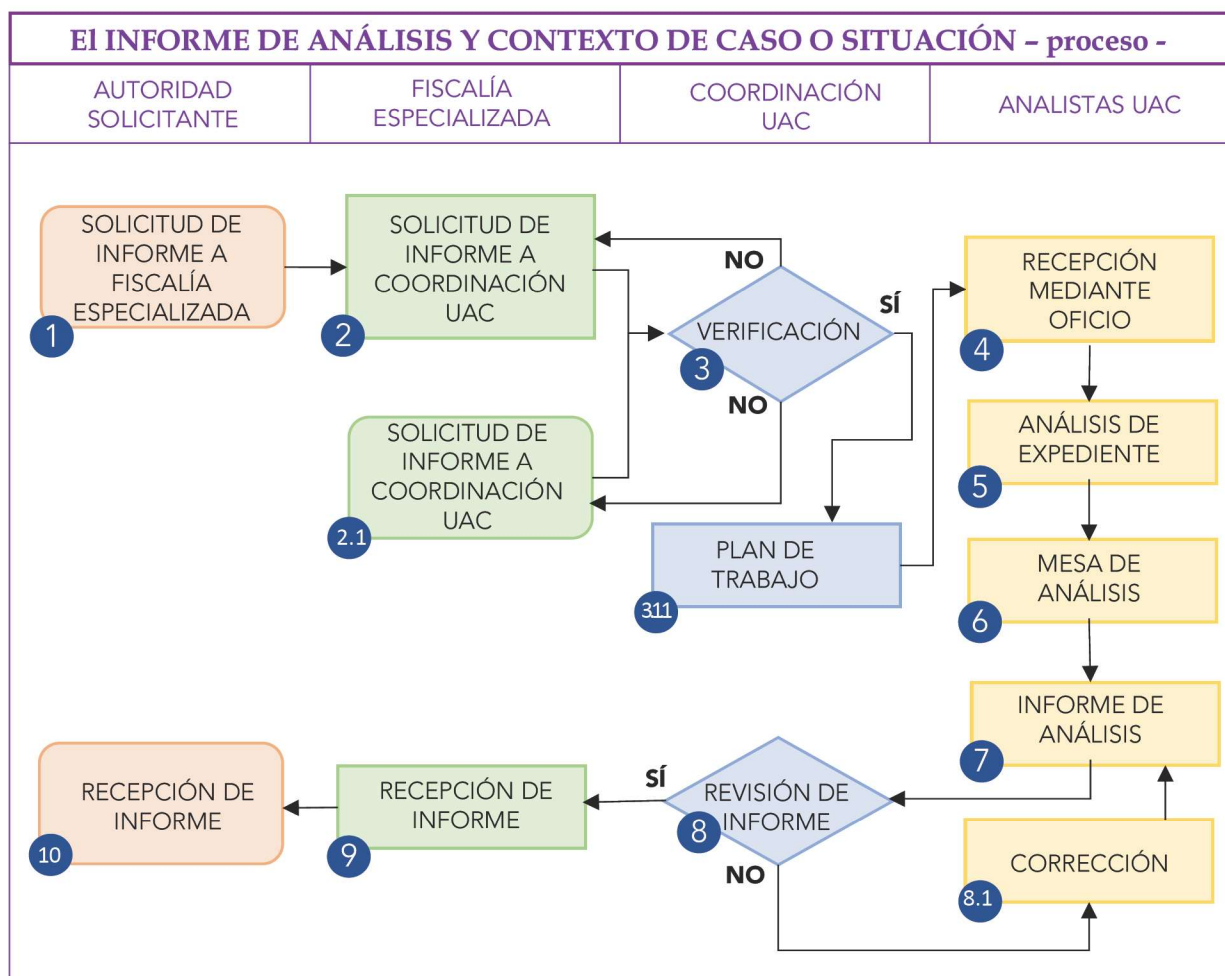 El INFORME DE ANÁLISIS Y CONTEXTO DE CASO O SITUACIÓN – proceso -
AUTORIDAD
SOLICITANTE
FISCALÍA
ESPECIALIZADA
COORDINACIÓN
UAC
ANALISTAS UAC
SOLICITUD DE
INFORME A
FISCALÍA
ESPECIALIZADA
1
SOLICITUD DE
INFORME A
COORDINACIÓN
UAC
2
SOLICITUD DE
INFORME A
COORDINACIÓN
UAC
2.1
NO
SÍ
VERIFICACIÓN
3
NO
PLAN DE
TRABAJO
3.1.1
RECEPCIÓN
MEDIANTE
OFICIO
4
ANÁLISIS DE
EXPEDIENTE
5
MESA DE
ANÁLISIS
6
INFORME DE
ANÁLISIS
7
SÍ
REVISIÓN DE
INFORME
8
NO
CORRECCIÓN
8.1
RECEPCIÓN DE
INFORME
9
RECEPCIÓN DE
INFORME
10